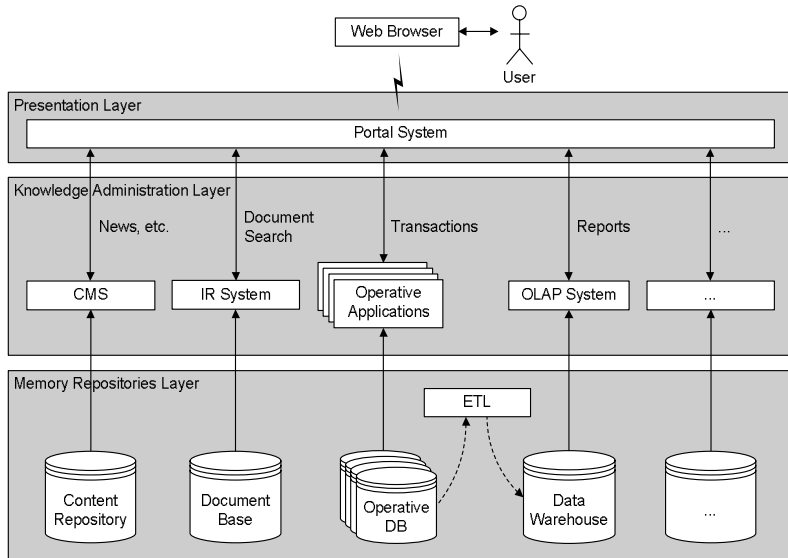 Web Browser
User
Presentation Layer
Portal System
Knowledge Administration Layer
News, etc.
Document
Search
Transactions
Reports
...
CMS
IR System
Operative
Applications
OLAP System
...
Memory Repositories Layer
ETL
Content
Repository
Document
Base
Operative
DB
Data
Warehouse
...